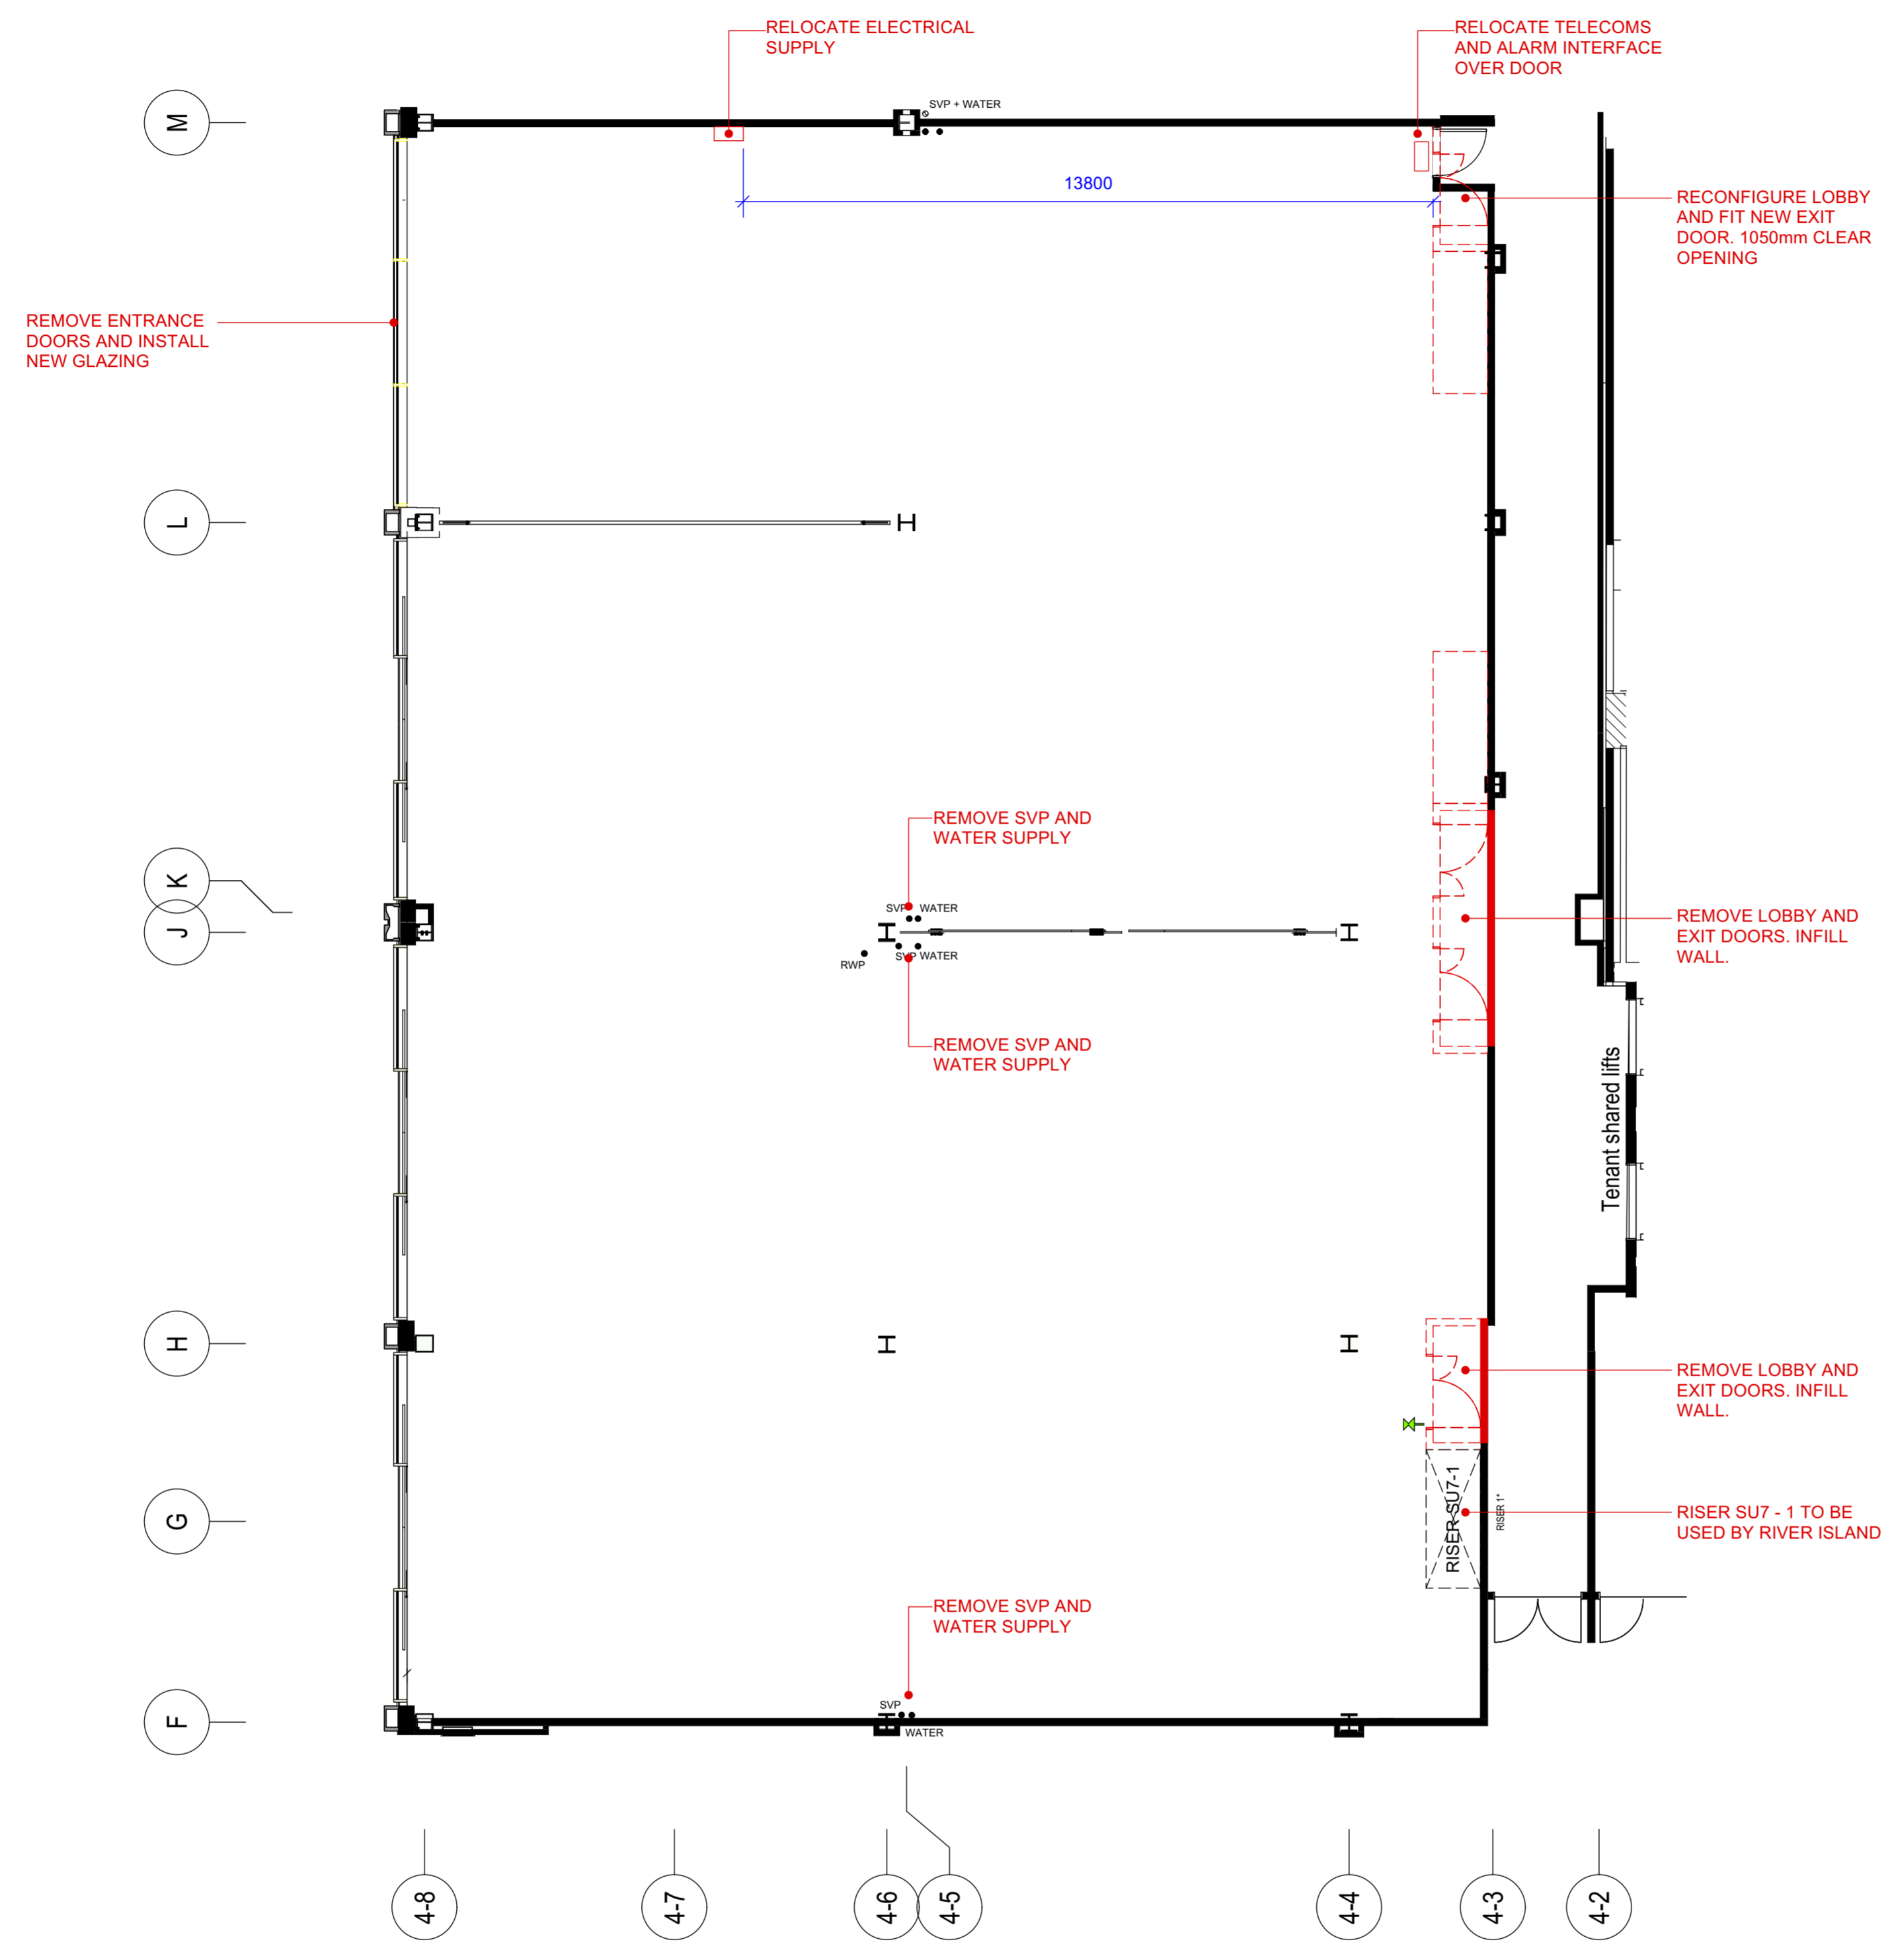 RELOCATE ELECTRICAL
SUPPLY
RELOCATE TELECOMS
AND ALARM INTERFACE
OVER DOOR
SVP + WATER
M
13800
RECONFIGURE LOBBY
AND FIT NEW EXIT
DOOR. 1050mm CLEAR
OPENING
REMOVE ENTRANCE
DOORS AND INSTALL
NEW GLAZING
L
REMOVE SVP AND
WATER SUPPLY
K
SVP WATER
REMOVE LOBBY AND
EXIT DOORS. INFILL
WALL.
J
SVP WATER
RWP
REMOVE SVP AND
WATER SUPPLY
Tenant shared lifts
H
REMOVE LOBBY AND
EXIT DOORS. INFILL
WALL.
G
RISER SU7-1
RISER 1*
RISER SU7 - 1 TO BE
USED BY RIVER ISLAND
REMOVE SVP AND
WATER SUPPLY
SVP
F
WATER
4-8
4-7
4-6
4-5
4-4
4-3
4-2